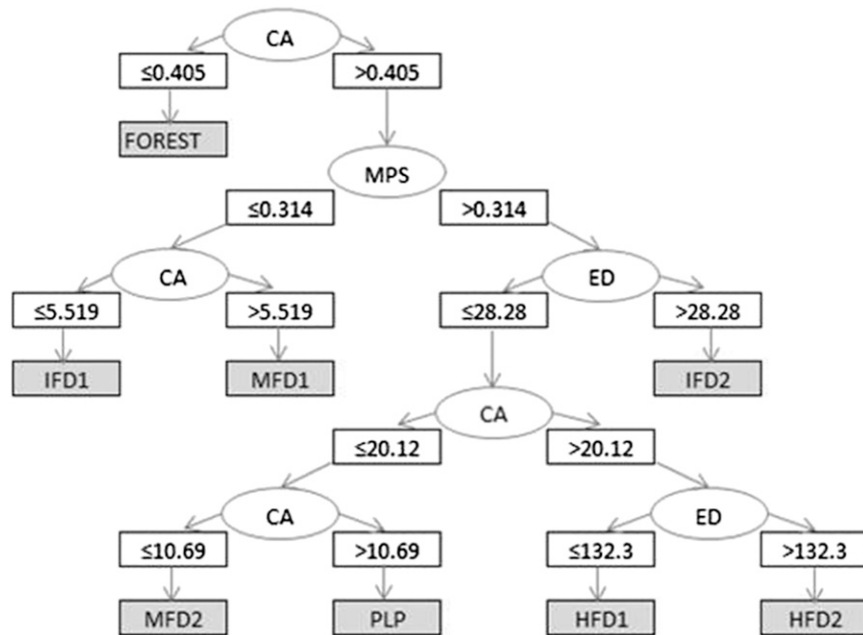 CA
≤0.405 >0.405
FOREST
MPS
≤0.314 >0.314
CA ED
≤5.519 >5.519 ≤28.28 >28.28
IFD1 MFD1 IFD2
CA
≤20.12 >20.12
CA ED
≤10.69 >10.69 ≤132.3 >132.3
MFD2 PLP HFD1 HFD2